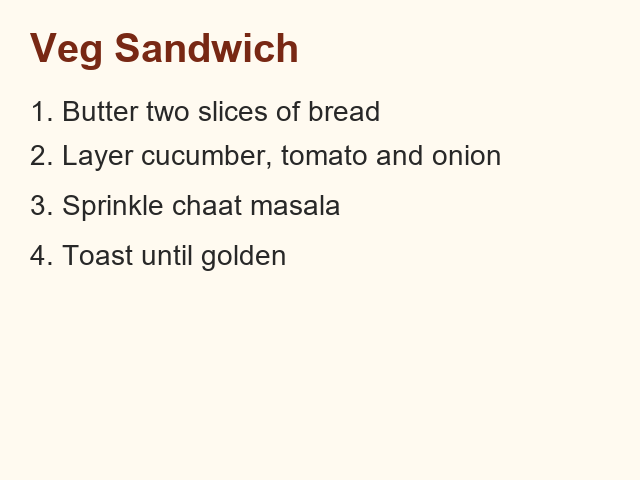 Veg Sandwich
1. Butter two slices of bread
2. Layer cucumber, tomato and onion
3. Sprinkle chaat masala
4. Toast until golden